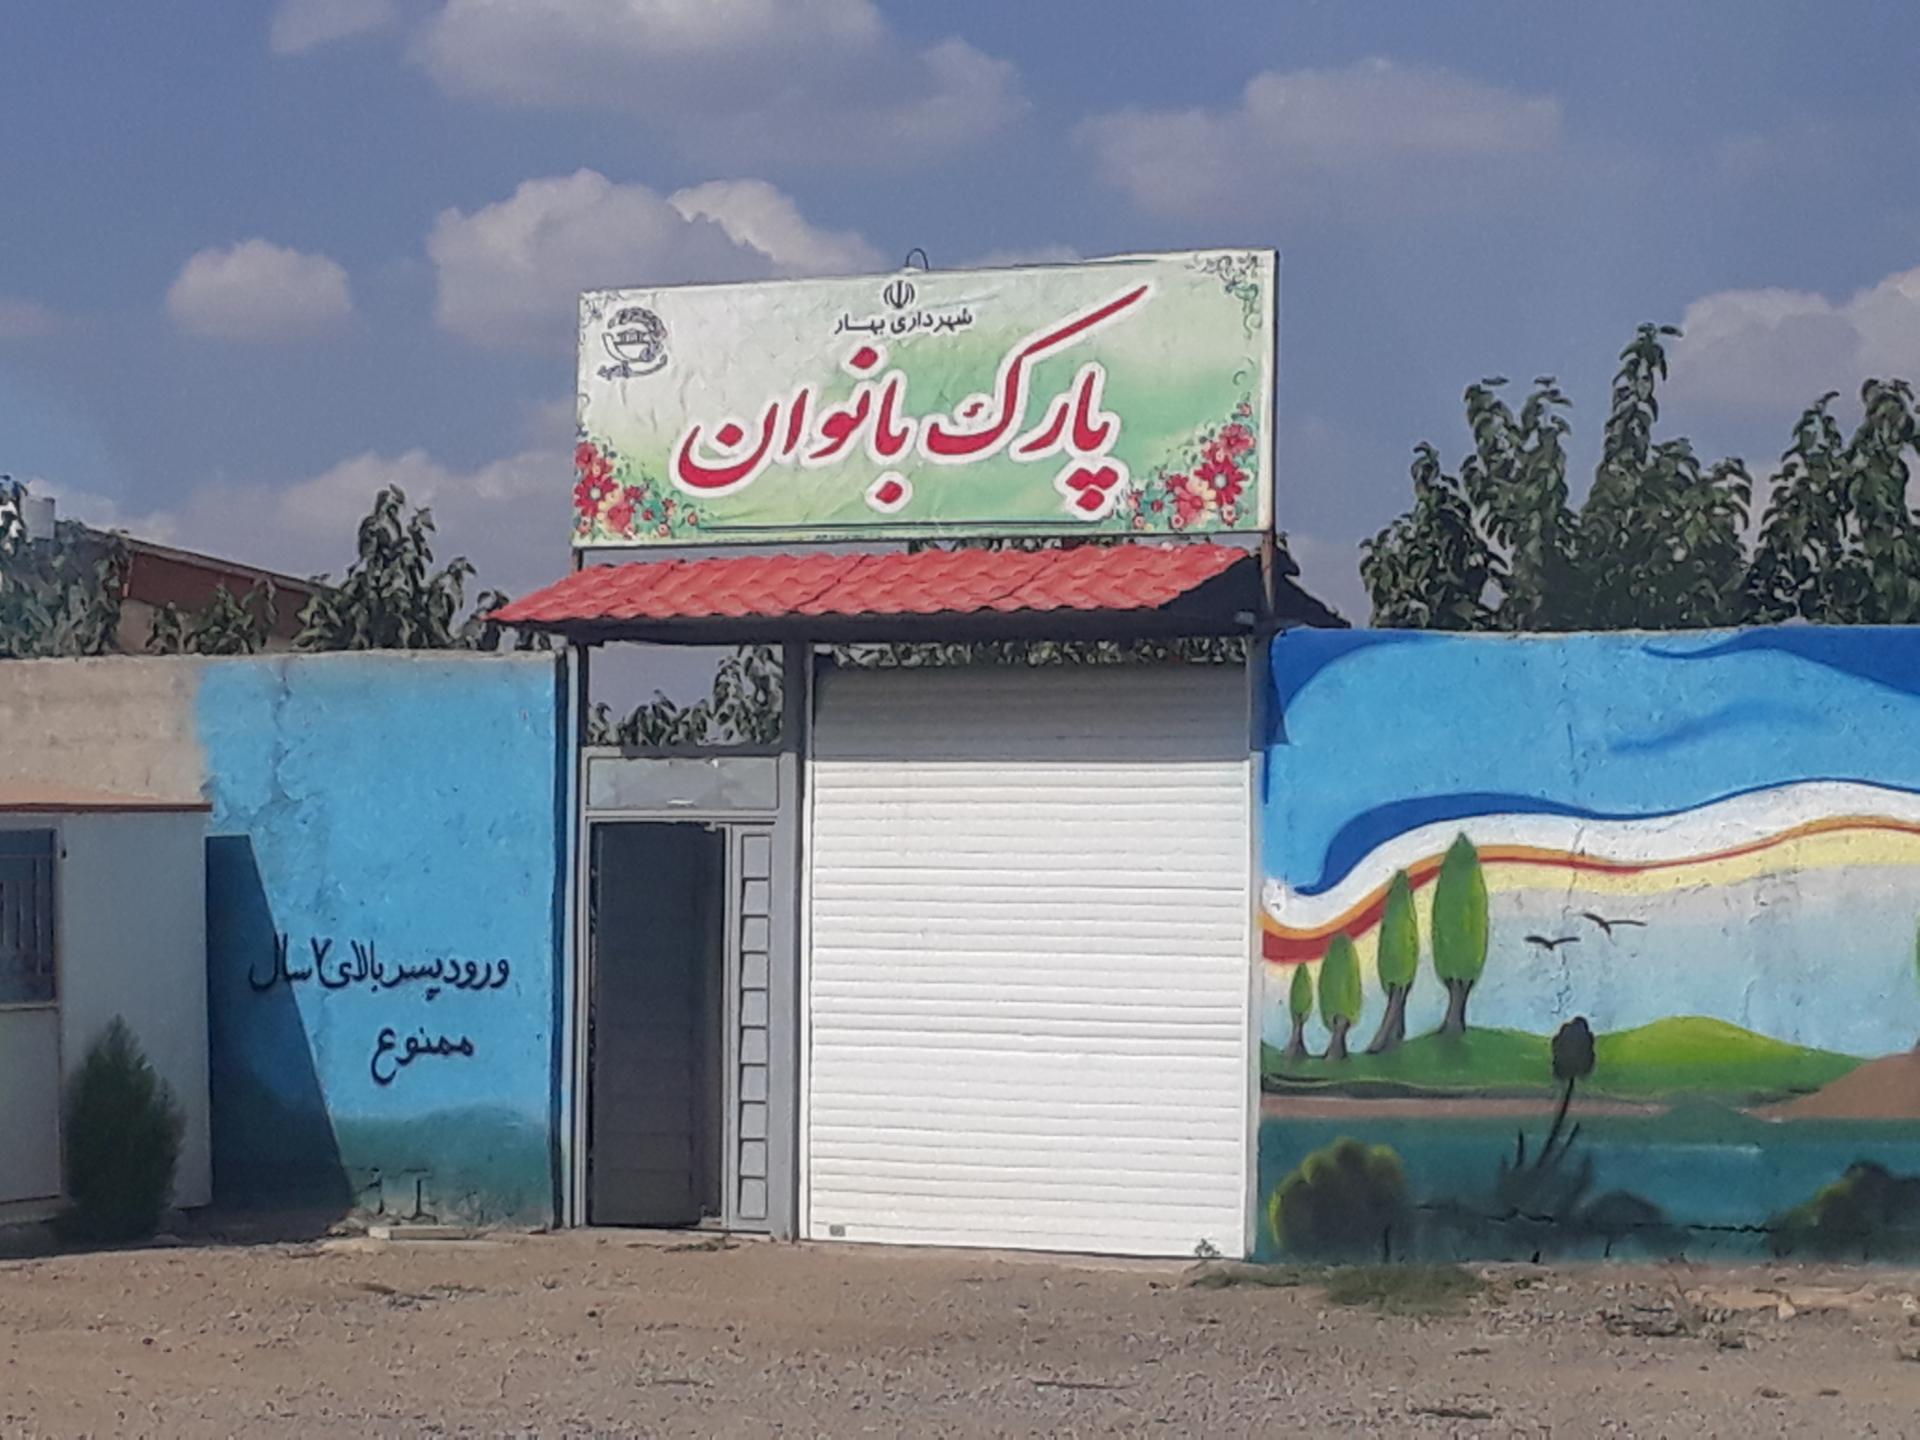 شهرداری بهار
پارک بانوان
ورود پسر بالای ۷ سال
ممنوع